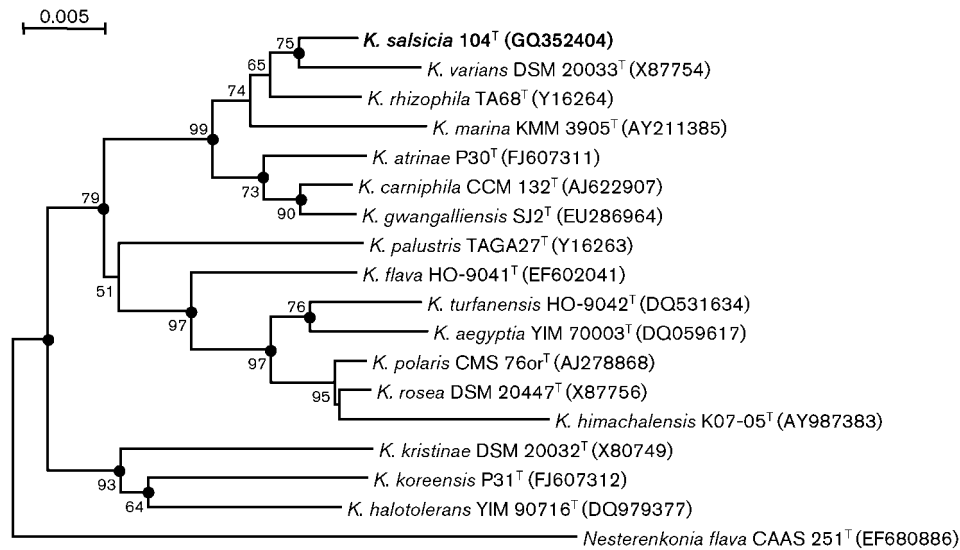 0.005
75
K. salsicia 104ᵀ (GQ352404)
K. varians DSM 20033ᵀ (X87754)
65
K. rhizophila TA68ᵀ (Y16264)
74
K. marina KMM 3905ᵀ (AY211385)
99
K. atrinae P30ᵀ (FJ607311)
73
K. carniphila CCM 132ᵀ (AJ622907)
90
K. gwangalliensis SJ2ᵀ (EU286964)
79
K. palustris TAGA27ᵀ (Y16263)
51
K. flava HO-9041ᵀ (EF602041)
97
76
K. turfanensis HO-9042ᵀ (DQ531634)
K. aegyptia YIM 70003ᵀ (DQ059617)
97
K. polaris CMS 76orᵀ (AJ278868)
95
K. rosea DSM 20447ᵀ (X87756)
K. himachalensis K07-05ᵀ (AY987383)
K. kristinae DSM 20032ᵀ (X80749)
93
K. koreensis P31ᵀ (FJ607312)
64
K. halotolerans YIM 90716ᵀ (DQ979377)
Nesterenkonia flava CAAS 251ᵀ (EF680886)